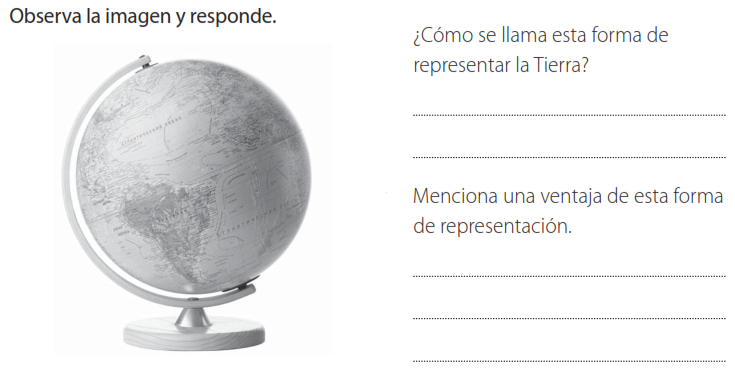 Observa la imagen y responde.
¿Cómo se llama esta forma de
representar la Tierra?
Menciona una ventaja de esta forma
de representación.